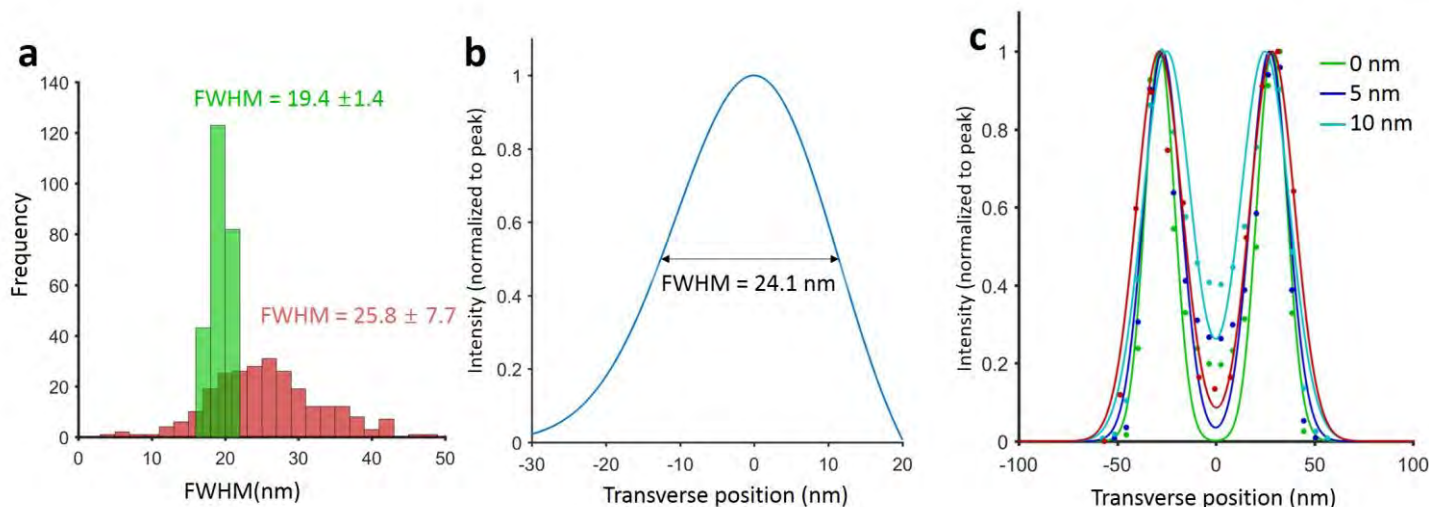 a
FWHM = 19.4 ±1.4
FWHM = 25.8 ± 7.7
Frequency
140
120
100
80
60
40
20
0
0 10 20 30 40 50
FWHM(nm)
b
FWHM = 24.1 nm
Intensity (normalized to peak)
1
0.8
0.6
0.4
0.2
0
-30 -20 -10 0 10 20
Transverse position (nm)
c
0 nm
5 nm
10 nm
Intensity (normalized to peak)
1
0.8
0.6
0.4
0.2
0
-100 -50 0 50 100
Transverse position (nm)